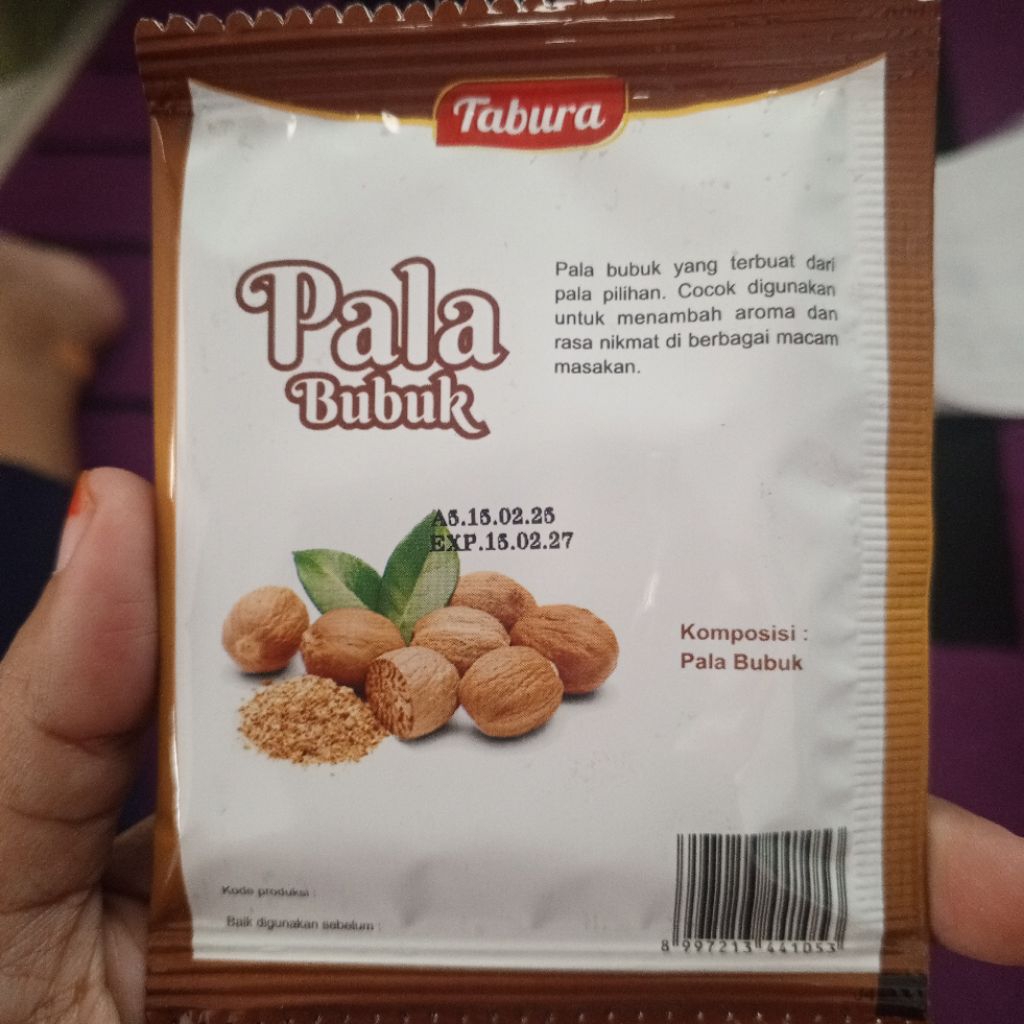 Tabura
Pala
Bubuk
Pala bubuk yang terbuat dari
pala pilihan. Cocok digunakan
untuk menambah aroma dan
rasa nikmat di berbagai macam
masakan.
A5.15.02.25
EXP.15.02.27
Komposisi :
Pala Bubuk
Kode produksi :
Baik digunakan sebelum :
8 997213 441053